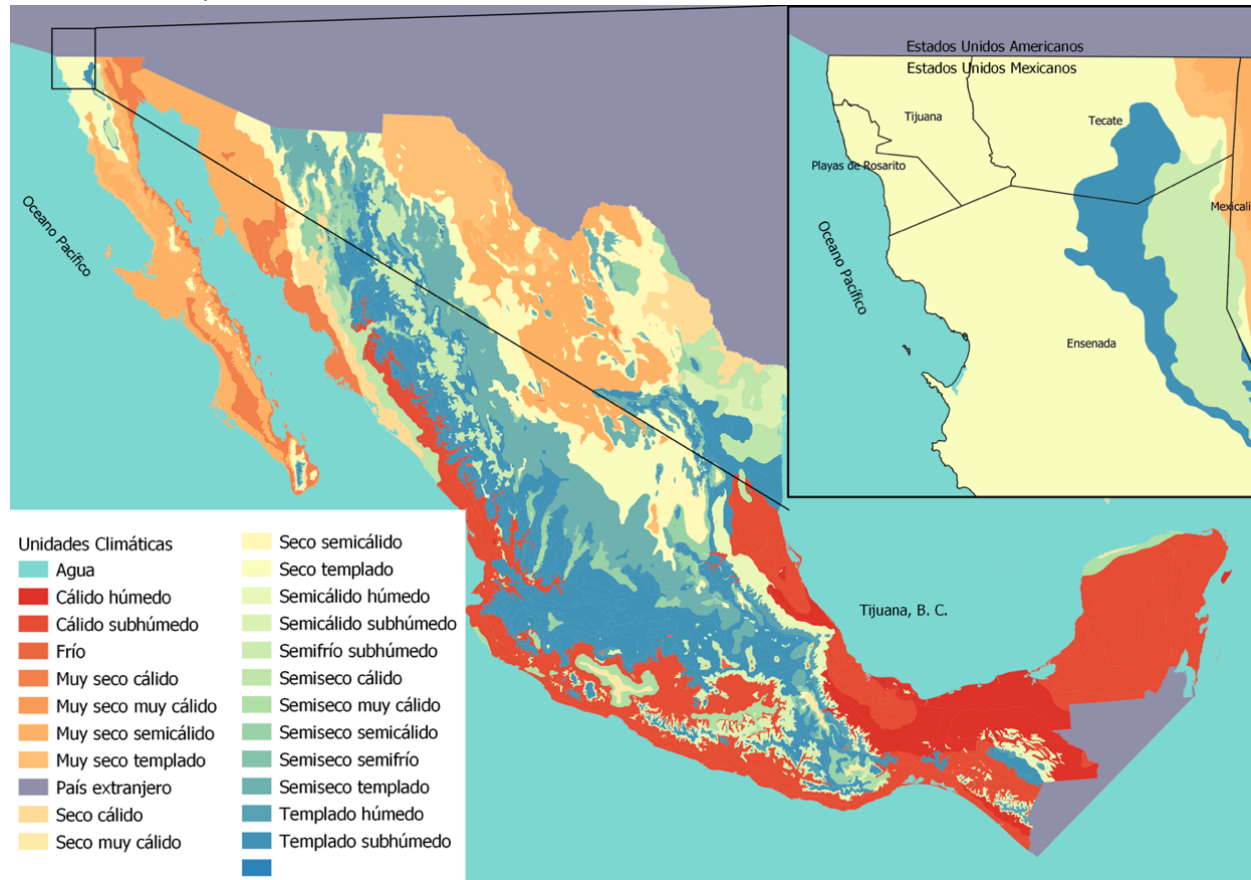 Estados Unidos Americanos
Estados Unidos Mexicanos
Tijuana
Tecate
Playas de Rosarito
Mexicali
Oceano Pacífico
Ensenada
Oceano Pacífico
Tijuana, B. C.
Unidades Climáticas
Agua
Cálido húmedo
Cálido subhúmedo
Frío
Muy seco cálido
Muy seco muy cálido
Muy seco semicálido
Muy seco templado
País extranjero
Seco cálido
Seco muy cálido
Seco semicálido
Seco templado
Semicálido húmedo
Semicálido subhúmedo
Semifrío subhúmedo
Semiseco cálido
Semiseco muy cálido
Semiseco semicálido
Semiseco semifrío
Semiseco templado
Templado húmedo
Templado subhúmedo